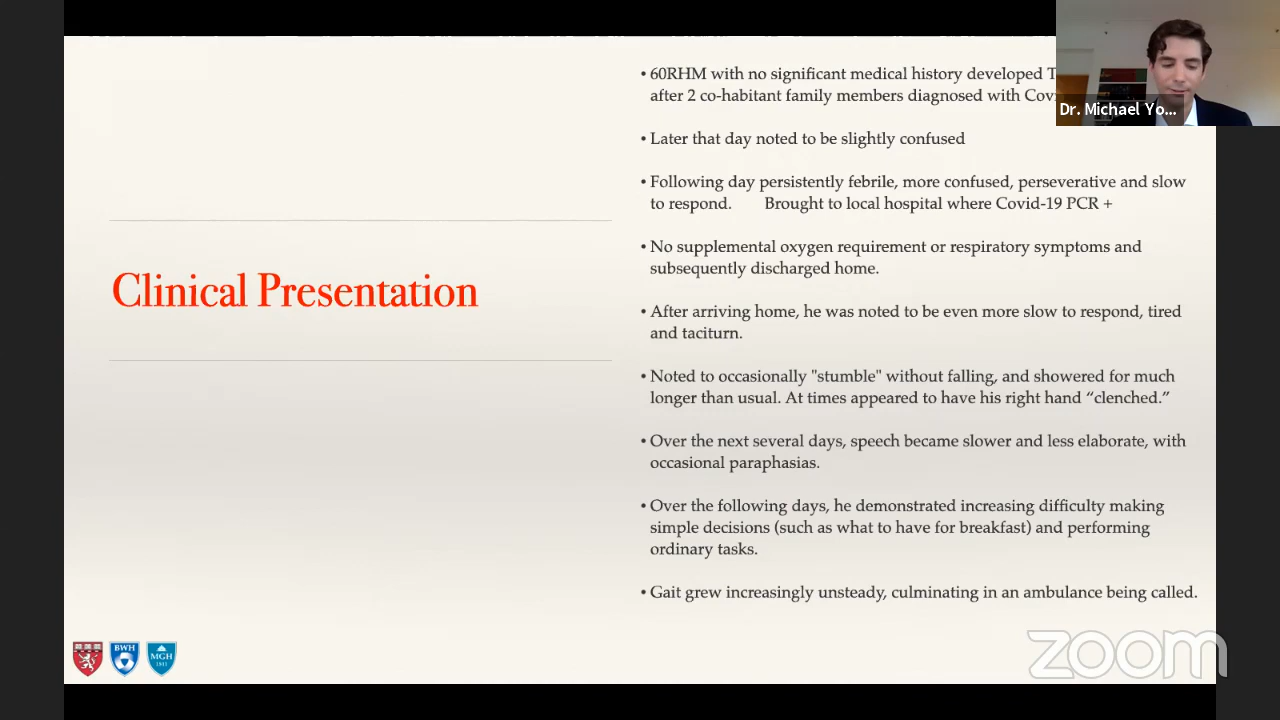 • 60RHM with no significant medical history developed
after 2 co-habitant family members diagnosed with
Dr. Michael Yo...
• Later that day noted to be slightly confused
• Following day persistently febrile, more confused, perseverative and slow
to respond. Brought to local hospital where Covid-19 PCR +
• No supplemental oxygen requirement or respiratory symptoms and
subsequently discharged home.
Clinical Presentation
• After arriving home, he was noted to be even more slow to respond, tired
and taciturn.
• Noted to occasionally "stumble" without falling, and showered for much
longer than usual. At times appeared to have his right hand “clenched.”
• Over the next several days, speech became slower and less elaborate, with
occasional paraphasias.
• Over the following days, he demonstrated increasing difficulty making
simple decisions (such as what to have for breakfast) and performing
ordinary tasks.
• Gait grew increasingly unsteady, culminating in an ambulance being called.
BWH
MGH
1811
zoom